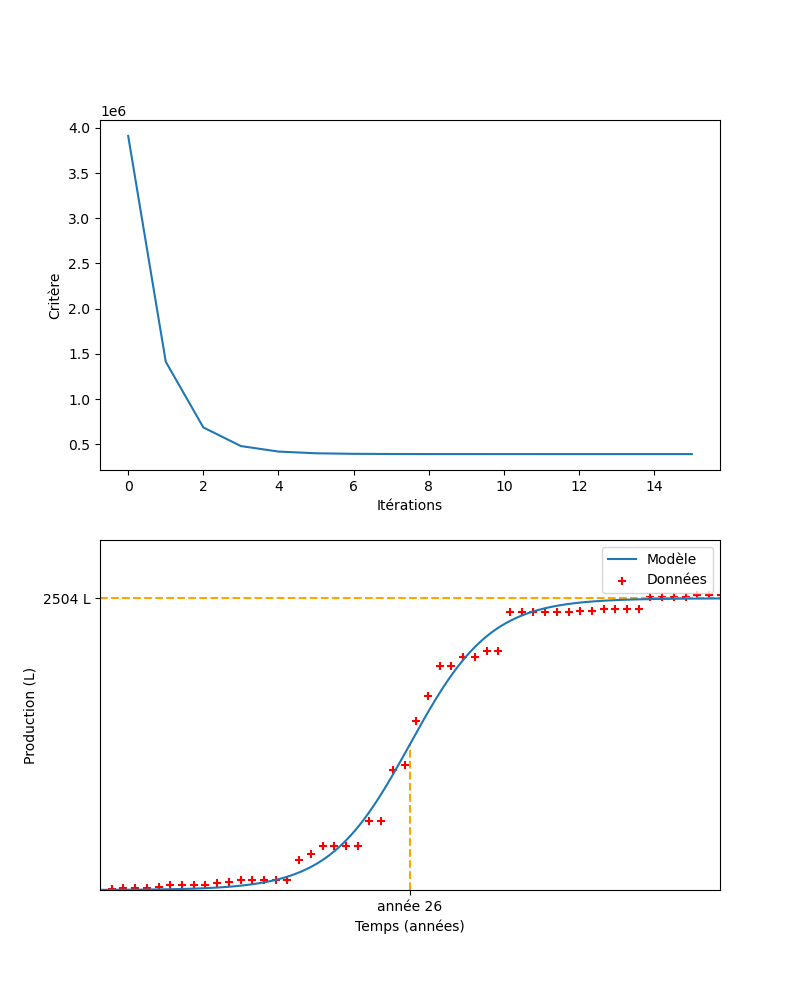 1e6
4.0
3.5
3.0
2.5
2.0
1.5
1.0
0.5
Critère
0 2 4 6 8 10 12 14
Itérations
Modèle
Données
2504 L
Production (L)
année 26
Temps (années)